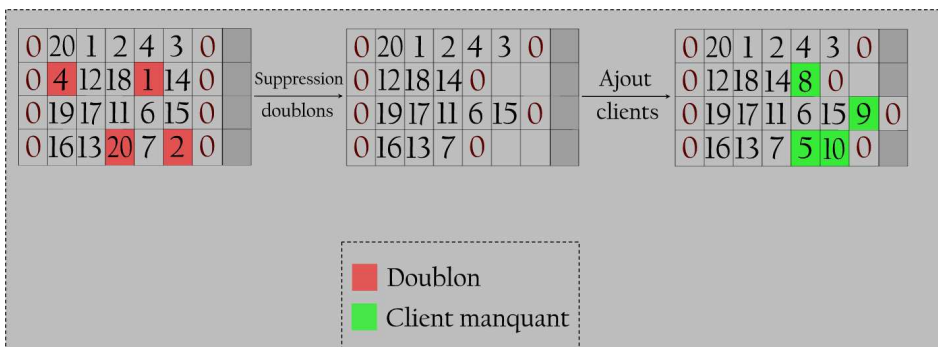 0 20 1 2 4 3 0
0 4 12 18 1 14 0
0 19 17 11 6 15 0
0 16 13 20 7 2 0
Suppression
doublons
0 20 1 2 4 3 0
0 12 18 14 0
0 19 17 11 6 15 0
0 16 13 7 0
Ajout
clients
0 20 1 2 4 3 0
0 12 18 14 8 0
0 19 17 11 6 15 9 0
0 16 13 7 5 10 0
Doublon
Client manquant